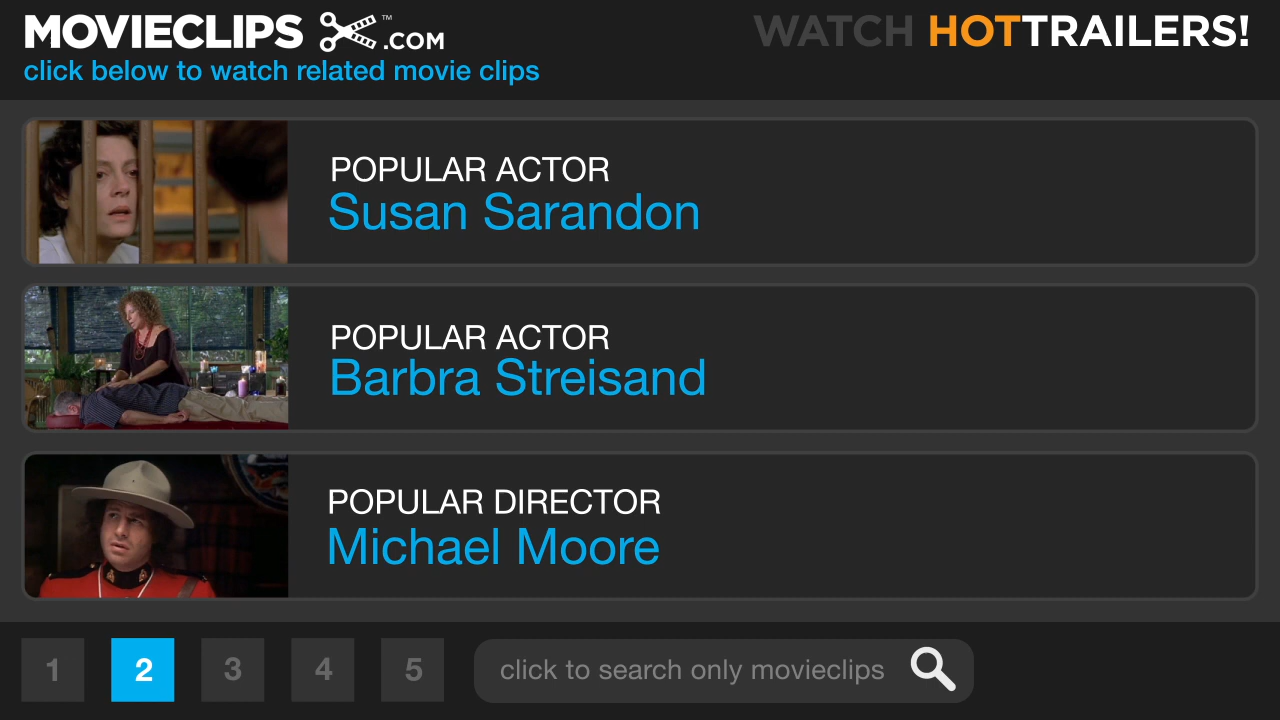 MOVIECLIPS ™ .COM
WATCH HOTTRAILERS!
click below to watch related movie clips
POPULAR ACTOR
Susan Sarandon
POPULAR ACTOR
Barbra Streisand
POPULAR DIRECTOR
Michael Moore
1 2 3 4 5 click to search only movieclips